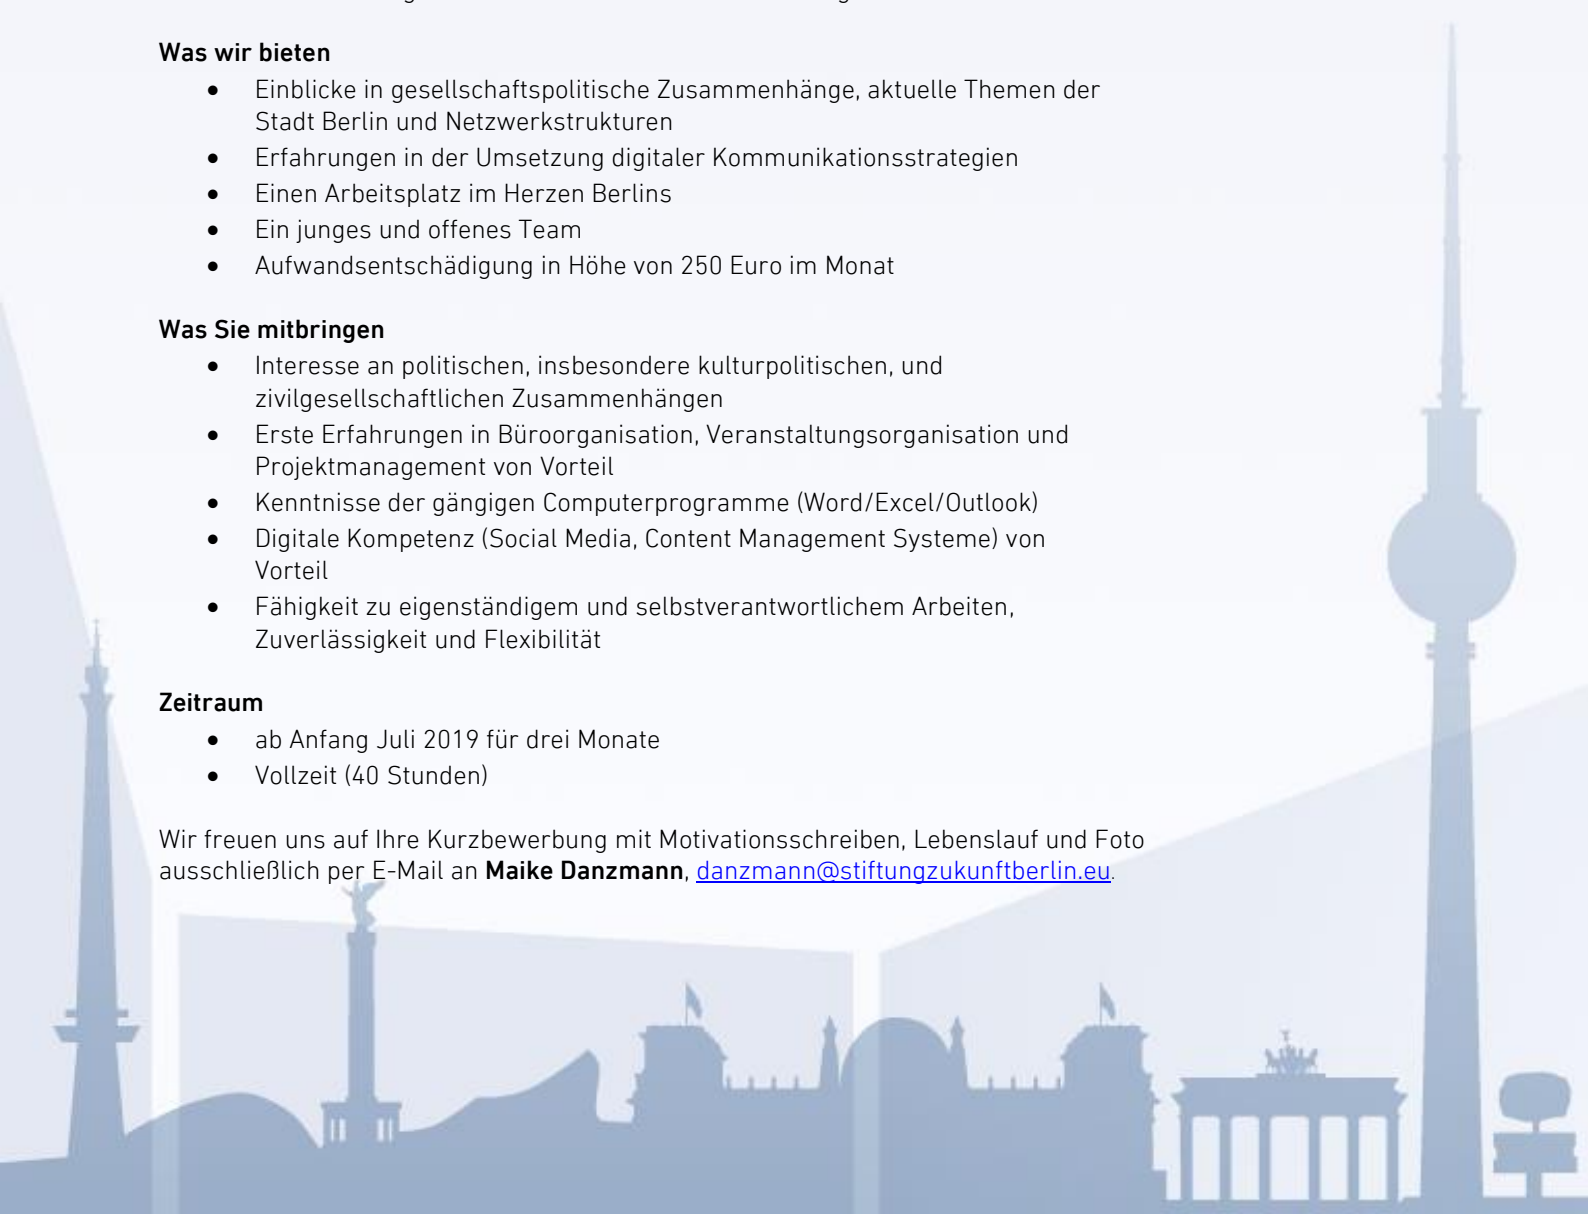 Was wir bieten
• Einblicke in gesellschaftspolitische Zusammenhänge, aktuelle Themen der
Stadt Berlin und Netzwerkstrukturen
• Erfahrungen in der Umsetzung digitaler Kommunikationsstrategien
• Einen Arbeitsplatz im Herzen Berlins
• Ein junges und offenes Team
• Aufwandsentschädigung in Höhe von 250 Euro im Monat
Was Sie mitbringen
• Interesse an politischen, insbesondere kulturpolitischen, und
zivilgesellschaftlichen Zusammenhängen
• Erste Erfahrungen in Büroorganisation, Veranstaltungsorganisation und
Projektmanagement von Vorteil
• Kenntnisse der gängigen Computerprogramme (Word/Excel/Outlook)
• Digitale Kompetenz (Social Media, Content Management Systeme) von
Vorteil
• Fähigkeit zu eigenständigem und selbstverantwortlichem Arbeiten,
Zuverlässigkeit und Flexibilität
Zeitraum
• ab Anfang Juli 2019 für drei Monate
• Vollzeit (40 Stunden)
Wir freuen uns auf Ihre Kurzbewerbung mit Motivationsschreiben, Lebenslauf und Foto
ausschließlich per E-Mail an Maike Danzmann, danzmann@stiftungzukunftberlin.eu.